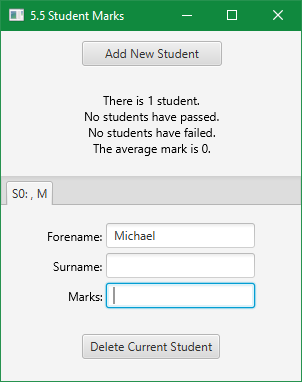 5.5 Student Marks
Add New Student
There is 1 student.
No students have passed.
No students have failed.
The average mark is 0.
S0: , M
Forename: Michael
Surname:
Marks:
Delete Current Student